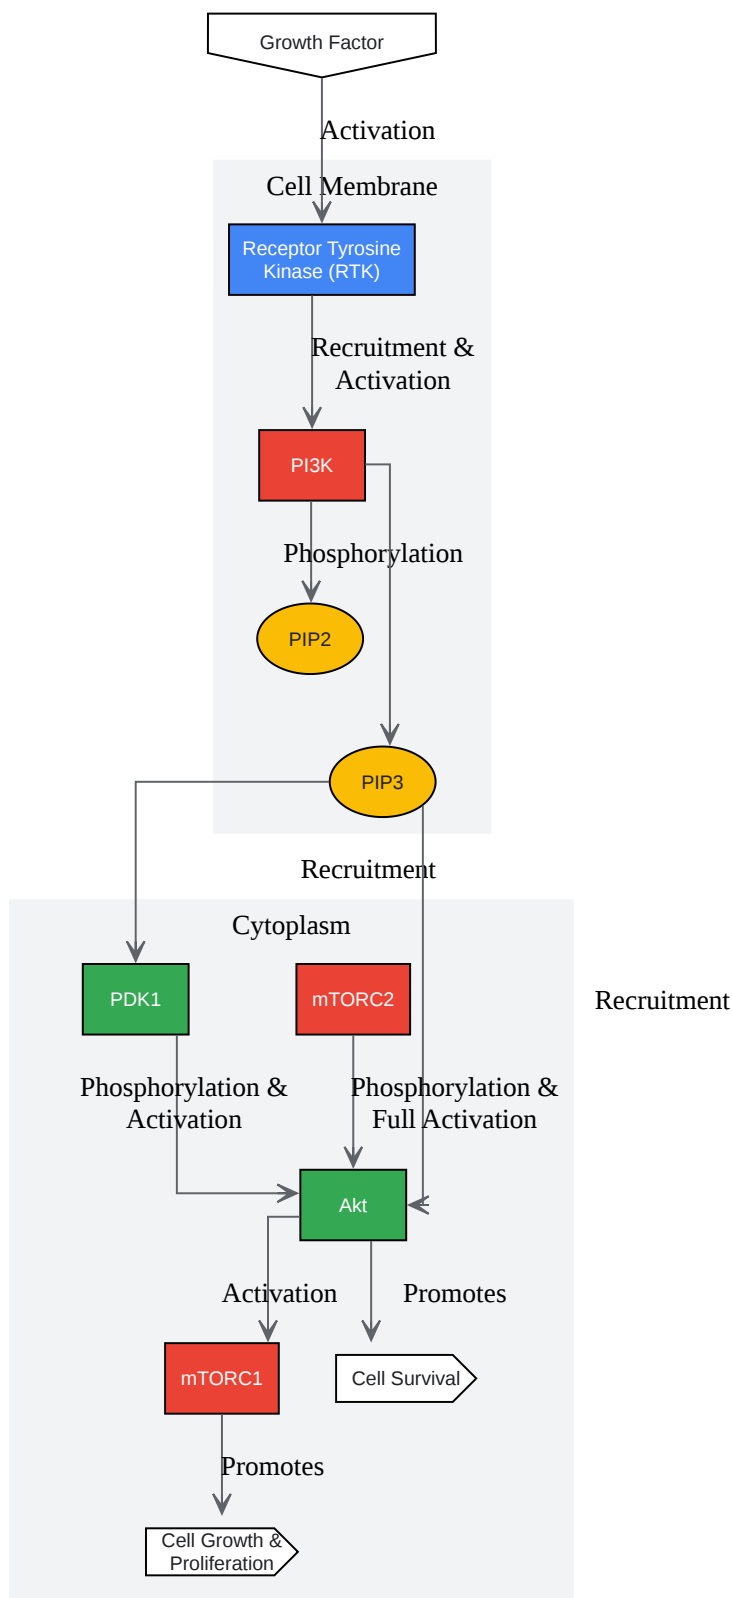 Growth Factor
Activation
Cell Membrane
Receptor Tyrosine
Kinase (RTK)
Recruitment &
Activation
PI3K
Phosphorylation
PIP2
PIP3
Recruitment
Cytoplasm
PDK1
mTORC2
Recruitment
Phosphorylation &
Activation
Phosphorylation &
Full Activation
Akt
Activation
Promotes
mTORC1
Cell Survival
Promotes
Cell Growth &
Proliferation